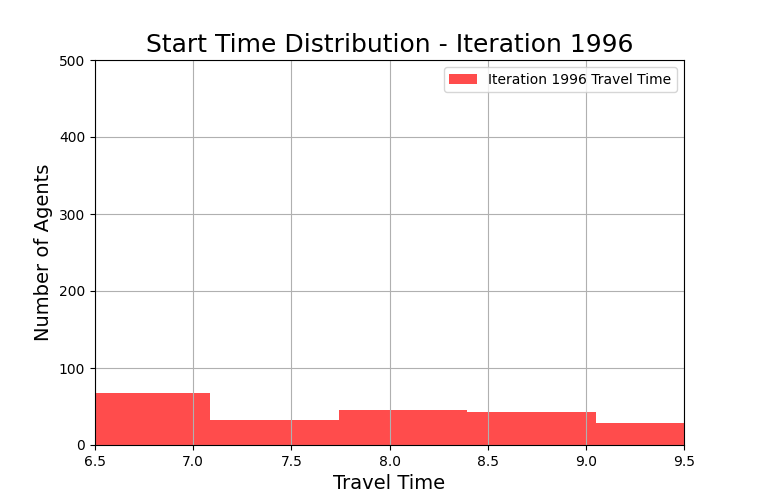 Start Time Distribution - Iteration 1996
500
400
300
200
100
0
Number of Agents
Iteration 1996 Travel Time
6.5 7.0 7.5 8.0 8.5 9.0 9.5
Travel Time